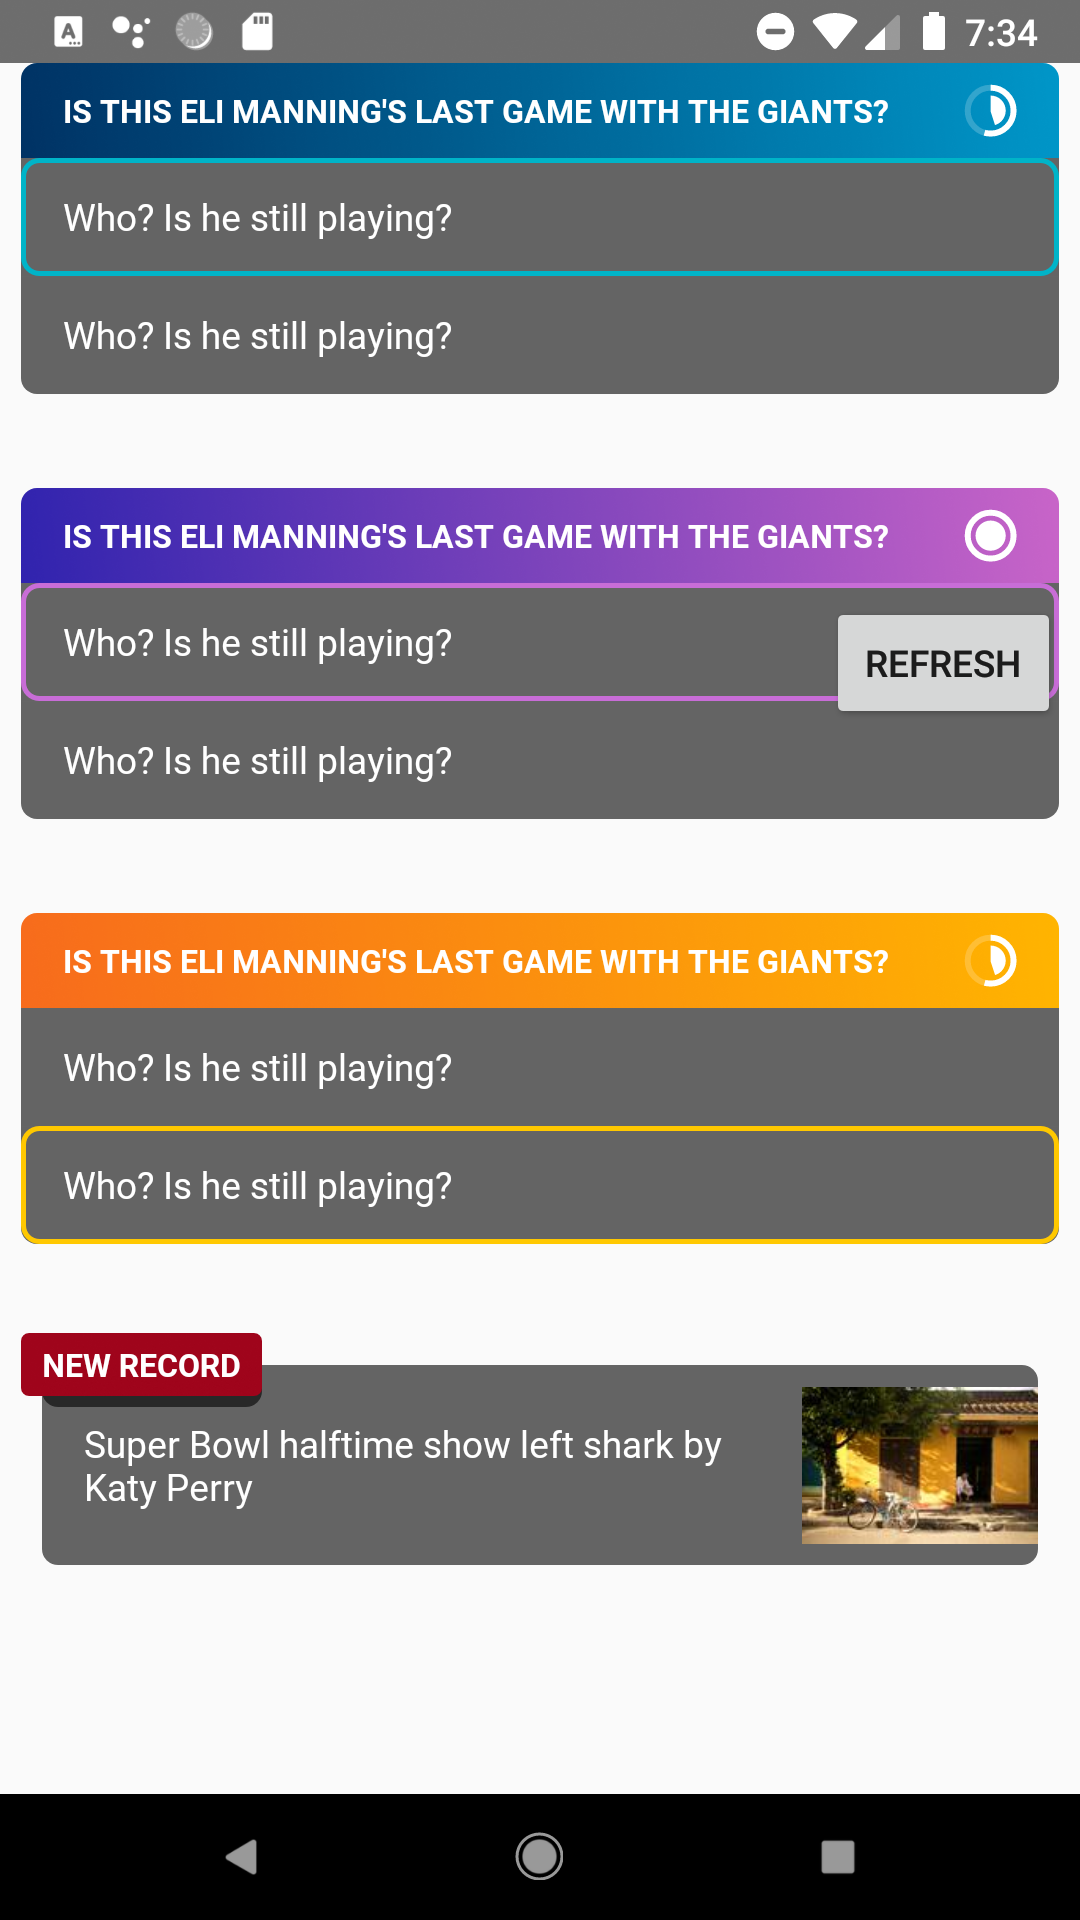 7:34
IS THIS ELI MANNING'S LAST GAME WITH THE GIANTS?
Who? Is he still playing?
Who? Is he still playing?
IS THIS ELI MANNING'S LAST GAME WITH THE GIANTS?
Who? Is he still playing?
REFRESH
Who? Is he still playing?
IS THIS ELI MANNING'S LAST GAME WITH THE GIANTS?
Who? Is he still playing?
Who? Is he still playing?
NEW RECORD
Super Bowl halftime show left shark by
Katy Perry